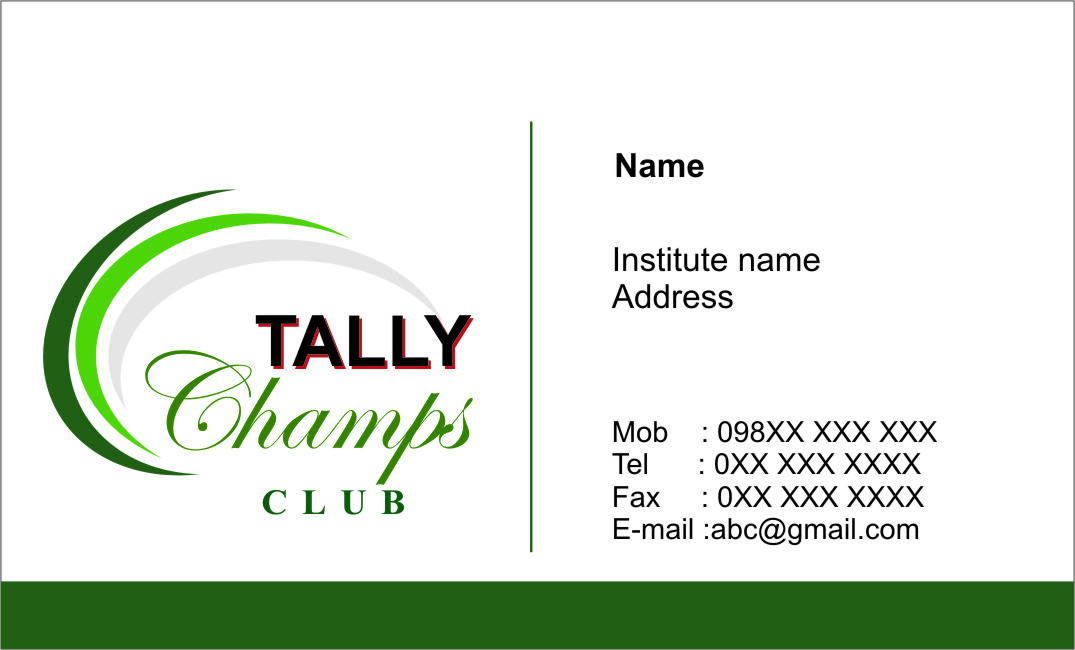 TALLY
Champs
CLUB
Name
Institute name
Address
Mob : 098XX XXX XXX
Tel : 0XX XXX XXXX
Fax : 0XX XXX XXXX
E-mail :abc@gmail.com